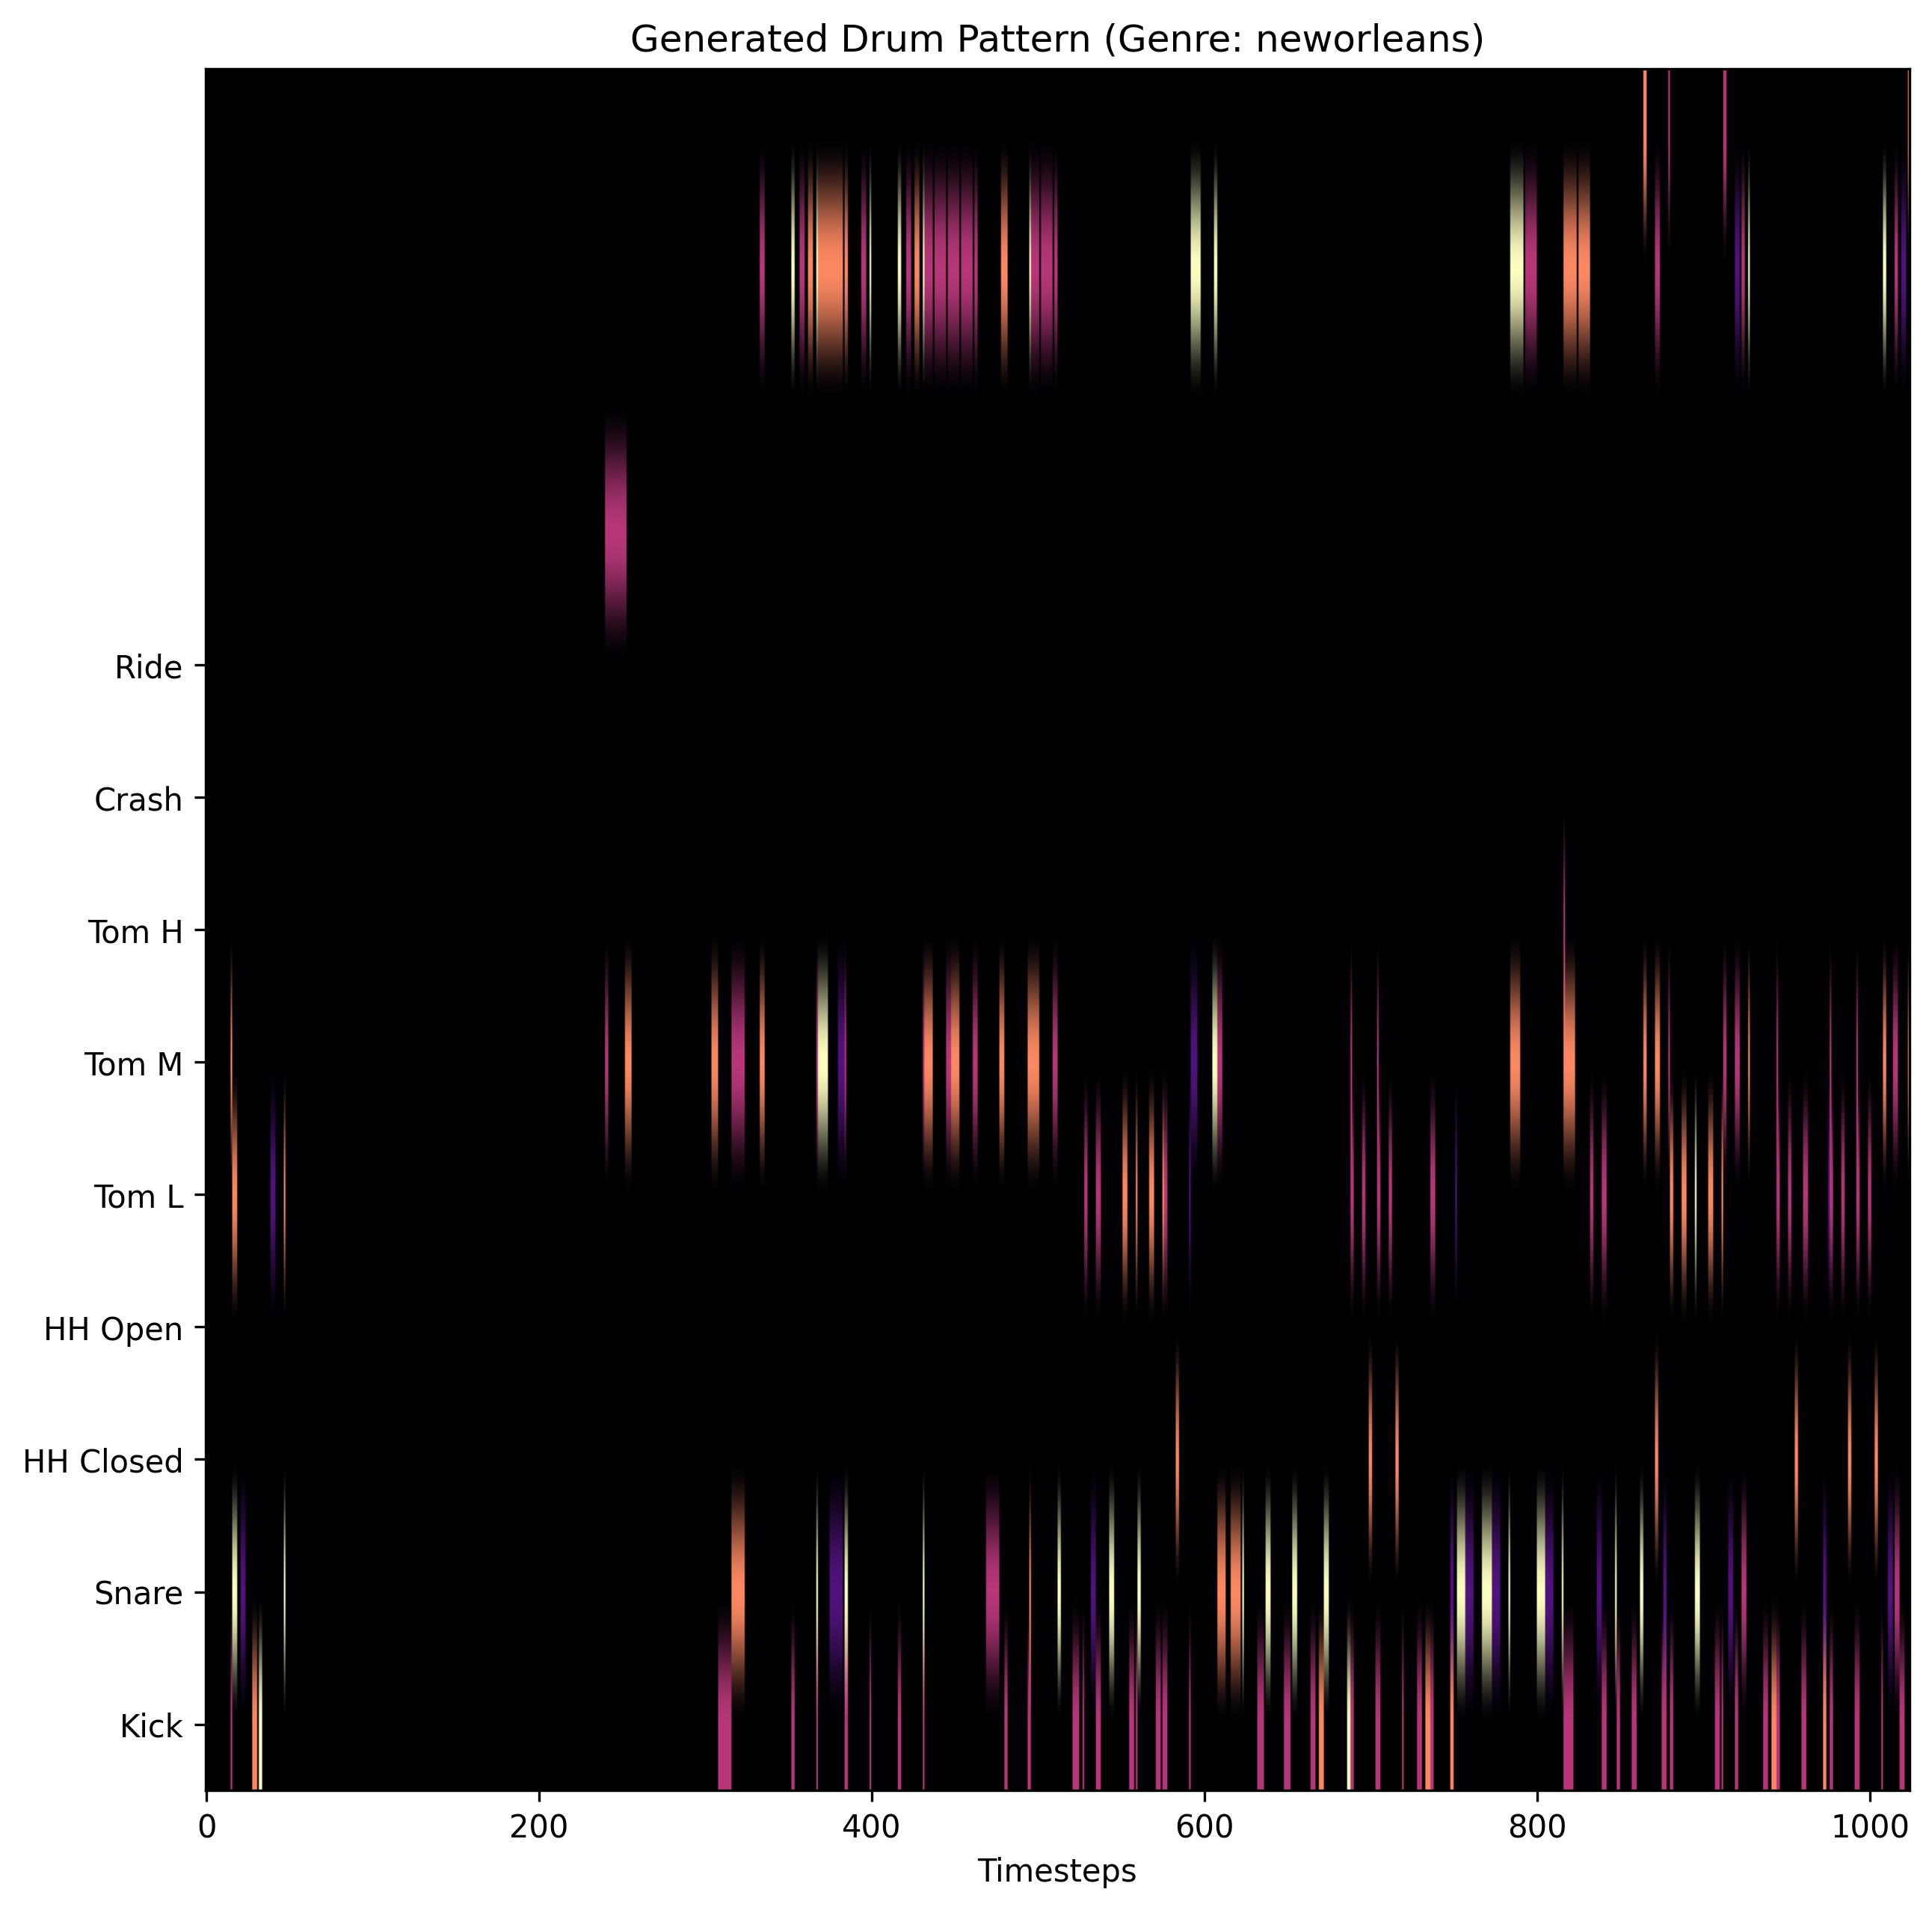 Generated Drum Pattern (Genre: neworleans)
Ride
Crash
Tom H
Tom M
Tom L
HH Open
HH Closed
Snare
Kick
0 200 400 600 800 1000
Timesteps